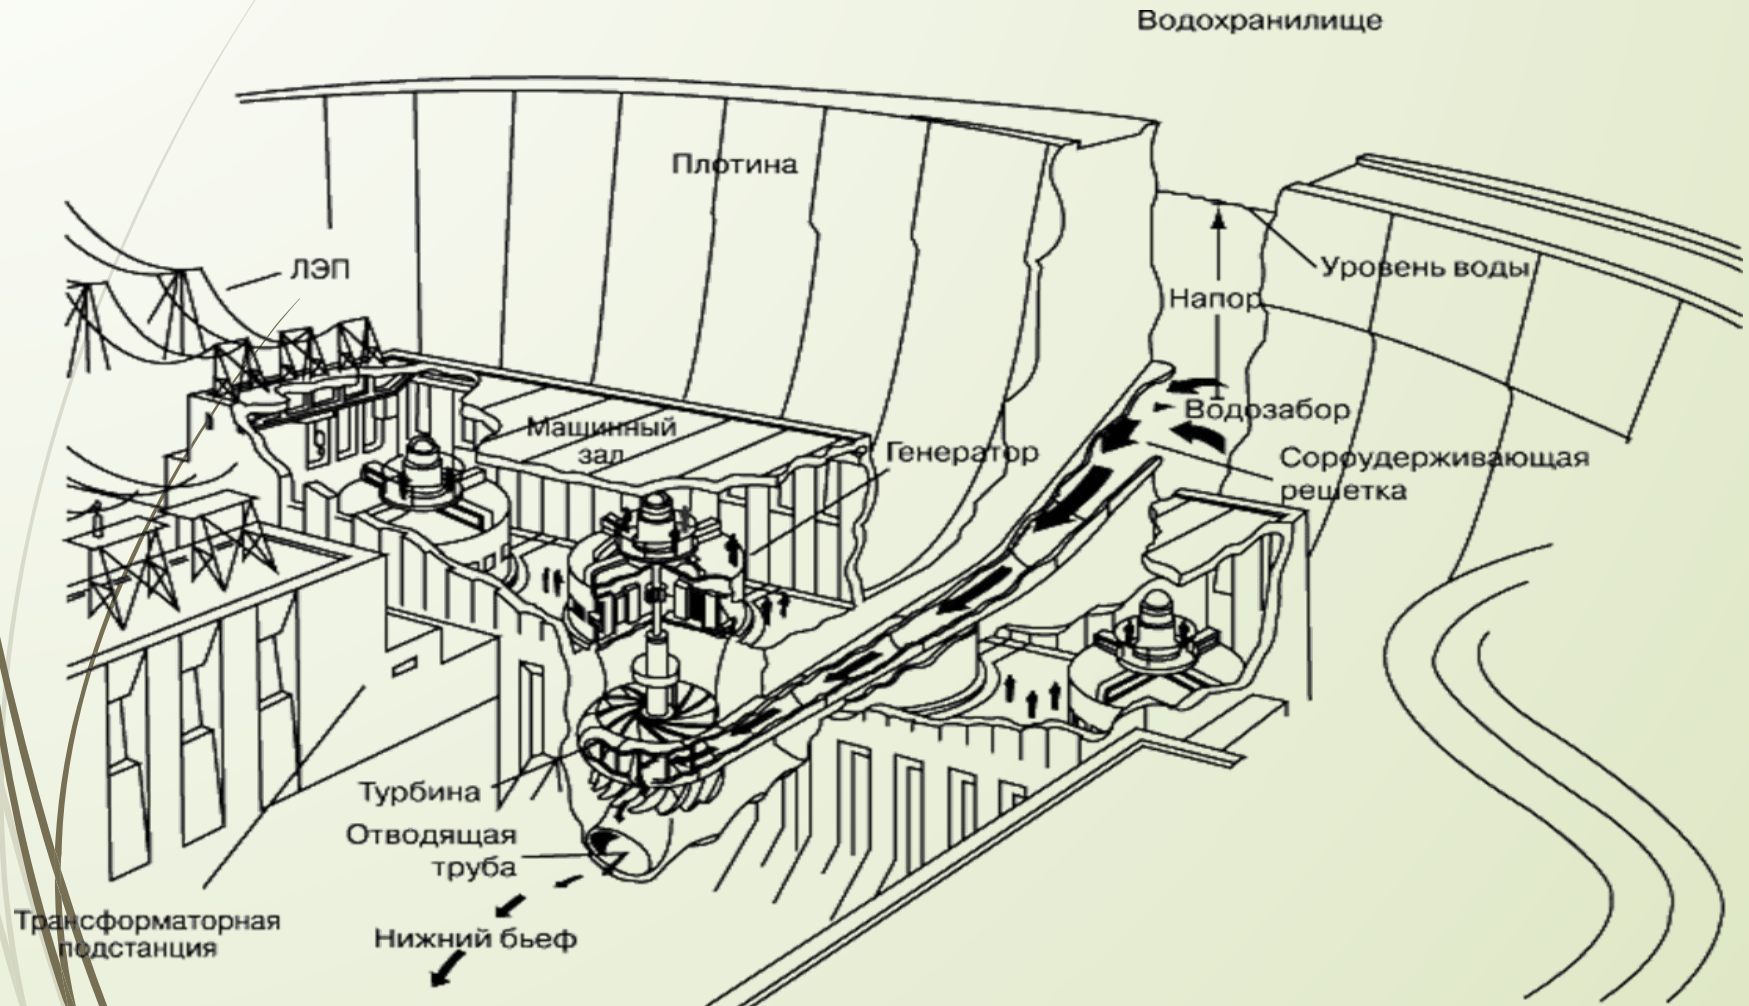 Водохранилище
Плотина
ЛЭП
Уровень воды
Напор
Водозабор
Машинный
зал
Генератор
Сороудерживающая
решетка
Турбина
Отводящая
труба
Трансформаторная
подстанция
Нижний бьеф